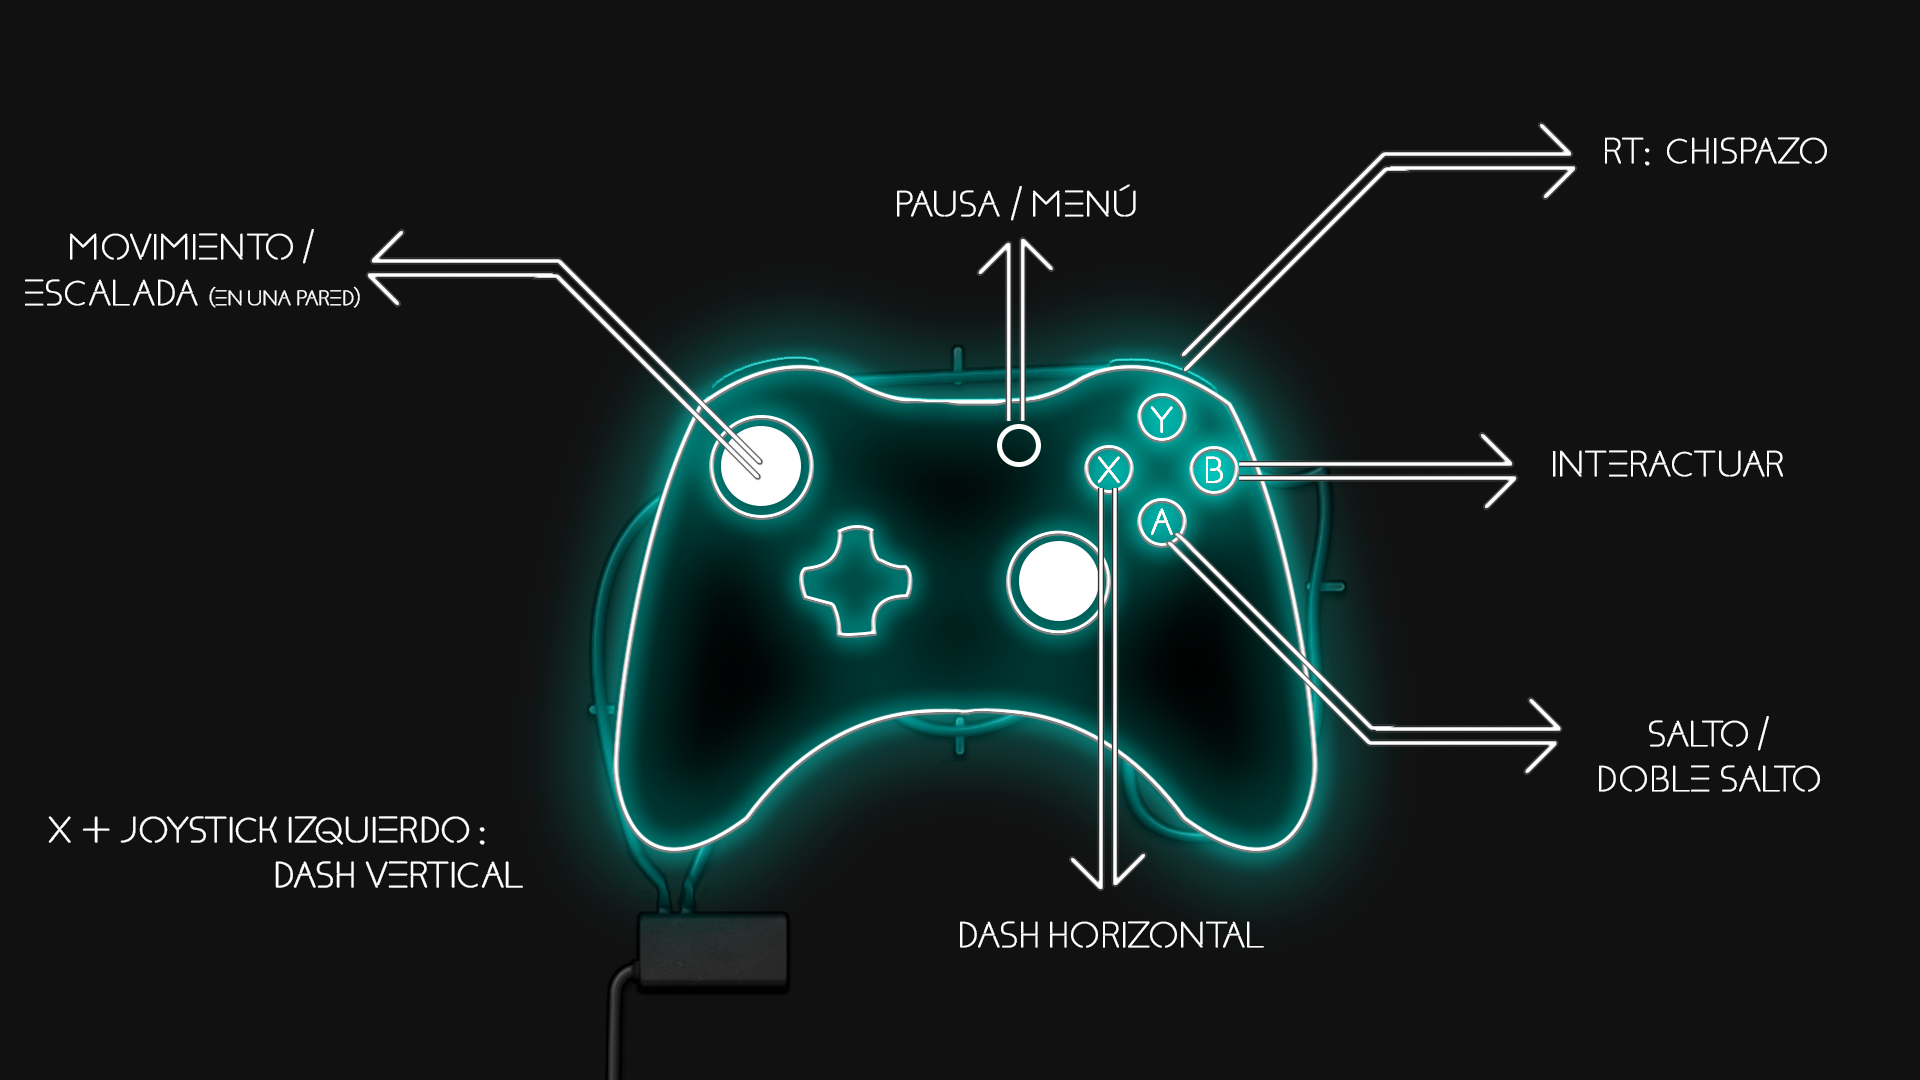 RT: CHISPAZO
PAUSA / MENÚ
MOVIMIENTO /
ESCALADA (EN UNA PARED)
Y
X
B
A
INTERACTUAR
SALTO /
DOBLE SALTO
X + JOYSTICK IZQUIERDO :
DASH VERTICAL
DASH HORIZONTAL